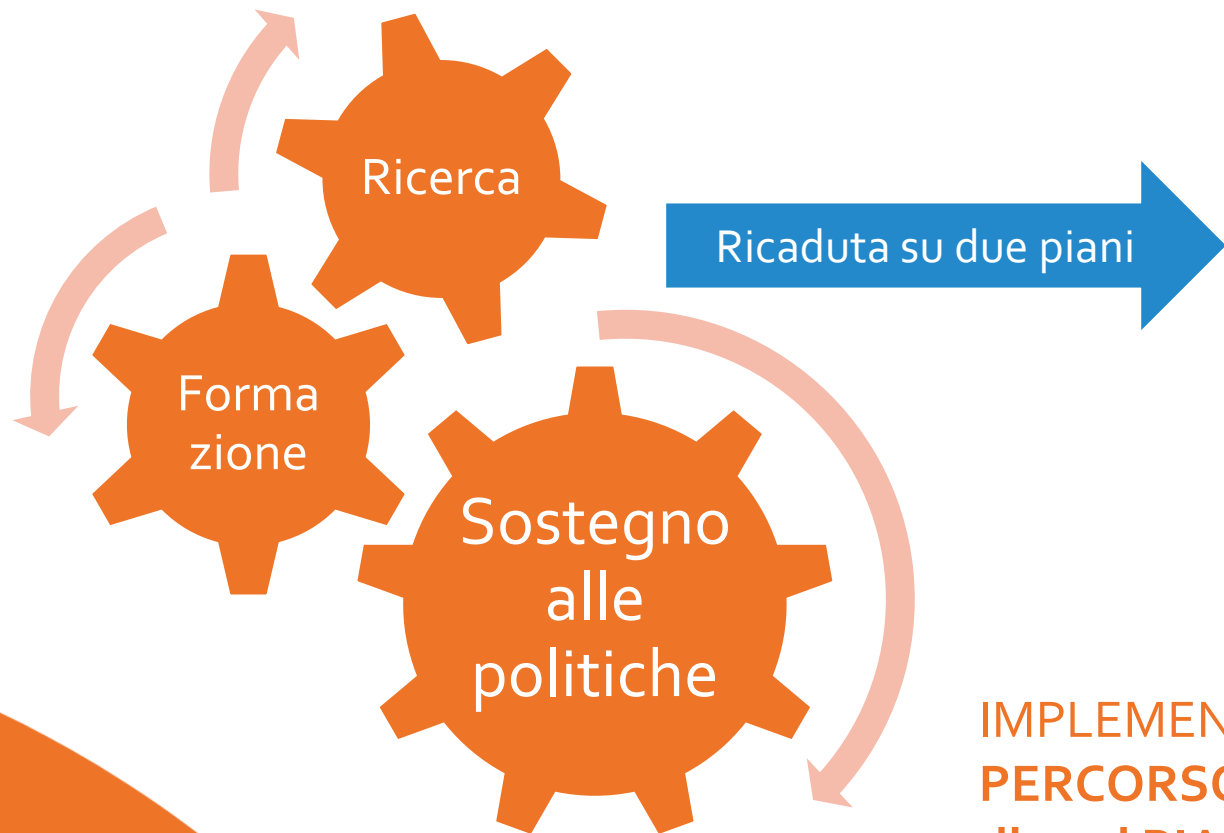 Ricerca
Ricaduta su due piani
Forma
zione
Sostegno
alle
politiche